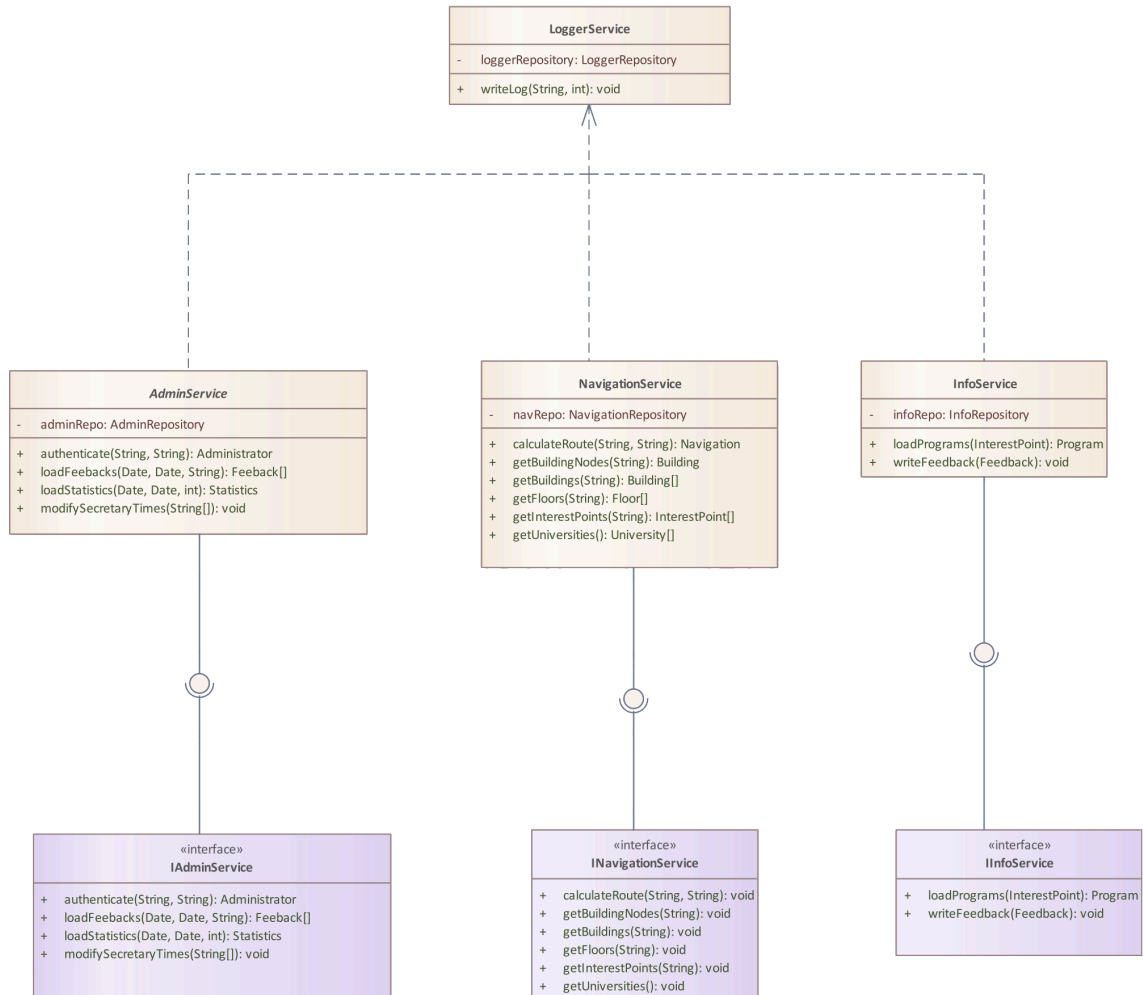 LoggerService
- loggerRepository: LoggerRepository
+ writeLog(String, int): void
AdminService
- adminRepo: AdminRepository
+ authenticate(String, String): Administrator
+ loadFeebacks(Date, Date, String): Feeback[]
+ loadStatistics(Date, Date, int): Statistics
+ modifySecretaryTimes(String[]): void
NavigationService
- navRepo: NavigationRepository
+ calculateRoute(String, String): Navigation
+ getBuildingNodes(String): Building
+ getBuildings(String): Building[]
+ getFloors(String): Floor[]
+ getInterestPoints(String): InterestPoint[]
+ getUniversities(): University[]
InfoService
- infoRepo: InfoRepository
+ loadPrograms(InterestPoint): Program
+ writeFeedback(Feedback): void
«interface»
IAdminService
+ authenticate(String, String): Administrator
+ loadFeebacks(Date, Date, String): Feeback[]
+ loadStatistics(Date, Date, int): Statistics
+ modifySecretaryTimes(String[]): void
«interface»
INavigationService
+ calculateRoute(String, String): void
+ getBuildingNodes(String): void
+ getBuildings(String): void
+ getFloors(String): void
+ getInterestPoints(String): void
+ getUniversities(): void
«interface»
IInfoService
+ loadPrograms(InterestPoint): Program
+ writeFeedback(Feedback): void